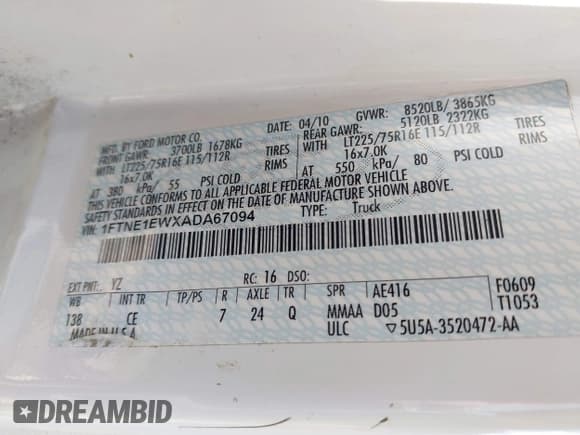 MFD. BY FORD MOTOR CO.
DATE: 04/10 GVWR: 8520LB/ 3865KG
FRONT GAWR: 3700LB 1678KG REAR GAWR: 5120LB 2322KG
WITH LT225/75R16E 115/112R TIRES WITH LT225/75R16E 115/112R TIRES
16x7.0K RIMS 16x7.0K RIMS
AT 380 kPa/ 55 PSI COLD AT 550 kPa/ 80 PSI COLD
THIS VEHICLE CONFORMS TO ALL APPLICABLE FEDERAL MOTOR VEHICLE
SAFETY STANDARDS IN EFFECT ON THE DATE OF MANUFACTURE SHOWN ABOVE.
VIN: 1FTNE1EWXADA67094 TYPE: Truck
EXT PNT: YZ RC: 16 DSO:
WB INT TR TP/PS R AXLE TR SPR AE416 F0609
138 CE 7 24 Q MMAA D05 T1053
MADE IN U.S.A. ULC ▽5U5A-3520472-AA
DREAMBID